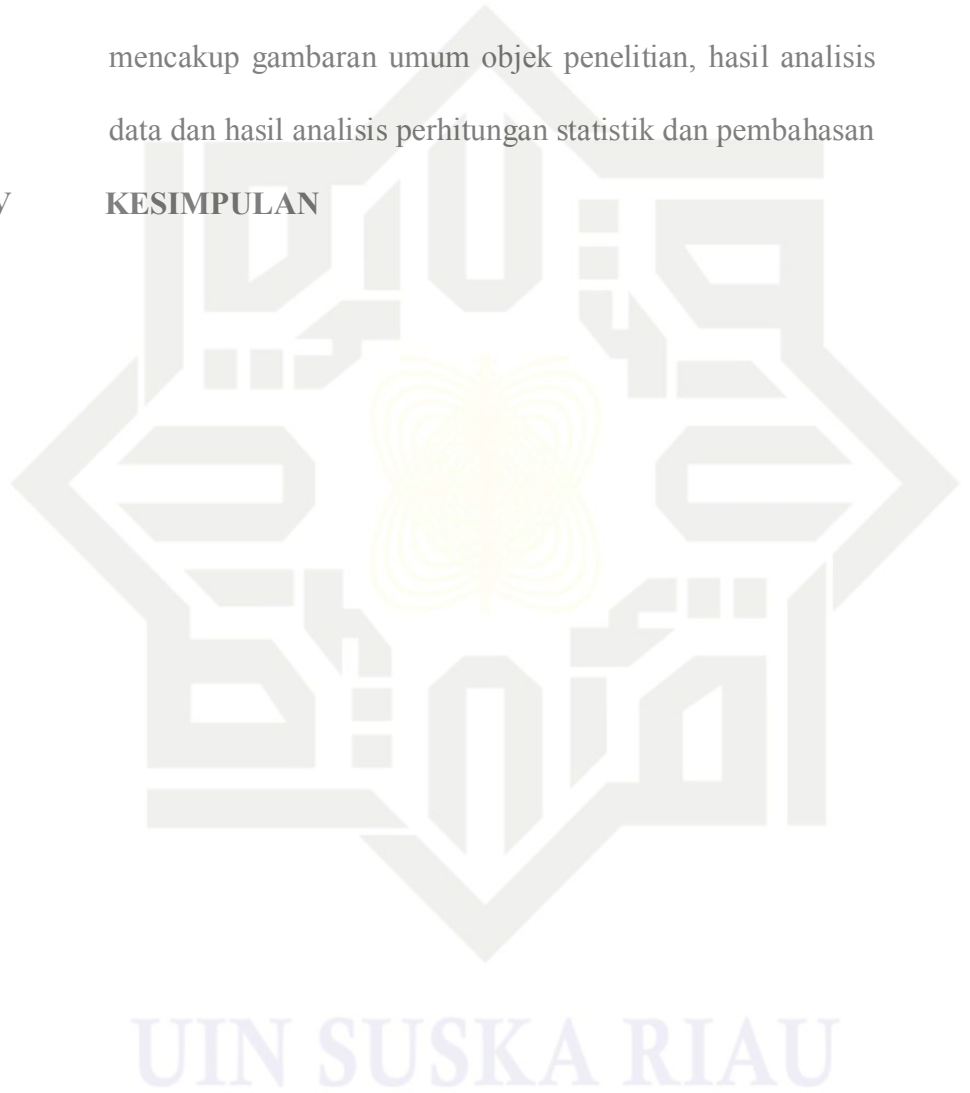 mencakup gambaran umum objek penelitian, hasil analisis
data dan hasil analisis perhitungan statistik dan pembahasan
V KESIMPULAN
UIN SUSKA RIAU